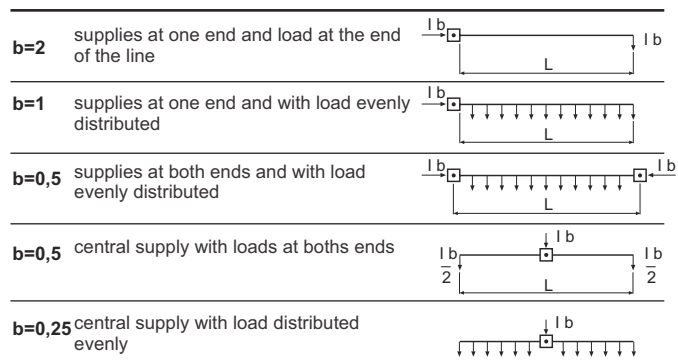 b=2 supplies at one end and load at the end of the line
I b
I b
L
b=1 supplies at one end and with load evenly distributed
I b
L
b=0,5 supplies at both ends and with load evenly distributed
I b
I b
L
b=0,5 central supply with loads at boths ends
I b
I b
2
I b
2
L
b=0,25 central supply with load distributed evenly
I b